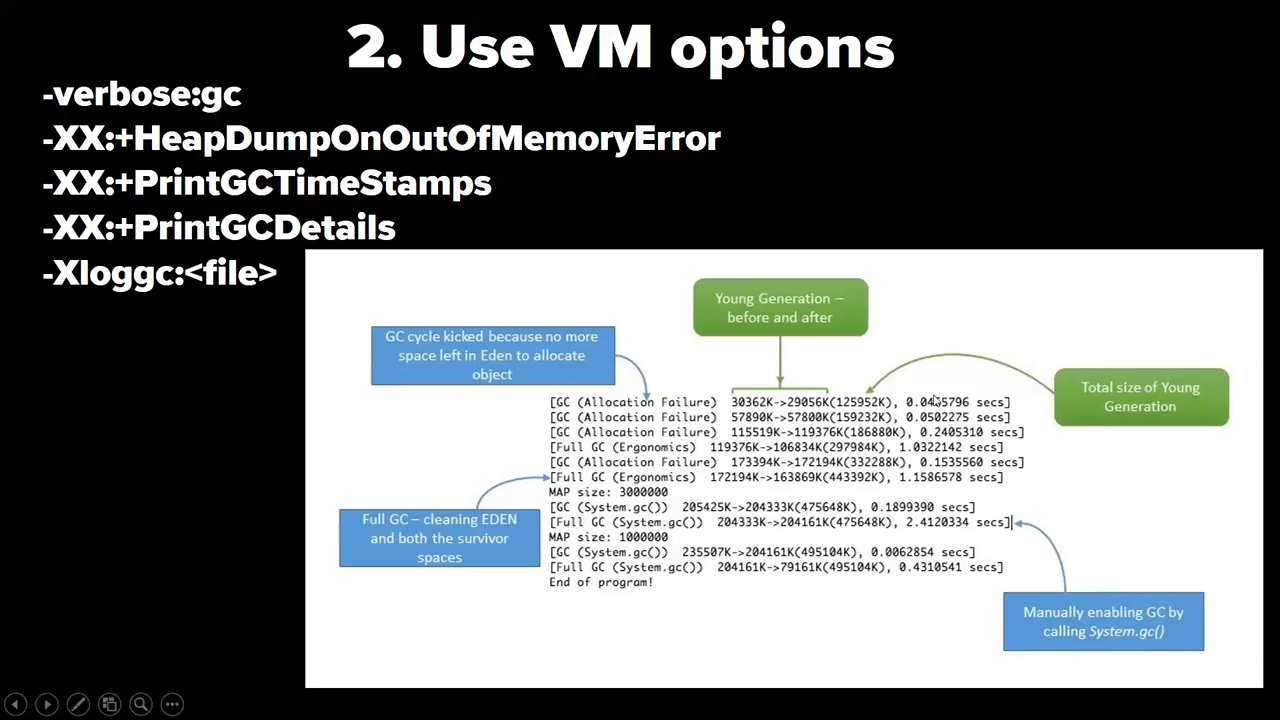 2. Use VM options
-verbose:gc
-XX:+HeapDumpOnOutOfMemoryError
-XX:+PrintGCTimeStamps
-XX:+PrintGCDetails
-Xloggc:<file>
Young Generation –
before and after
GC cycle kicked because no more
space left in Eden to allocate
object
Total size of Young
Generation
[GC (Allocation Failure) 30362K->29056K(125952K), secs]
[GC (Allocation Failure) 57890K->57800K(159232K), 0.0502275 secs]
[GC (Allocation Failure) 115519K->119376K(186880K), 0.2405310 secs]
[Full GC (Ergonomics) 119376K->106834K(297984K), 1.0322142 secs]
[GC (Allocation Failure) 173394K->172194K(332288K), 0.1535560 secs]
[Full GC (Ergonomics) 172194K->163869K(443392K), 1.1586578 secs]
MAP size: 3000000
[GC (System.gc()) 205425K->204333K(475648K), 0.1899390 secs]
[Full GC (System.gc()) 204333K->204161K(475648K), 2.4120334 secs]
MAP size: 1000000
[GC (System.gc()) 235507K->204161K(495104K), 0.0062854 secs]
[Full GC (System.gc()) 204161K->79161K(495104K), 0.4310541 secs]
End of program!
Full GC – cleaning EDEN
and both the survivor
spaces
Manually enabling GC by
calling System.gc()